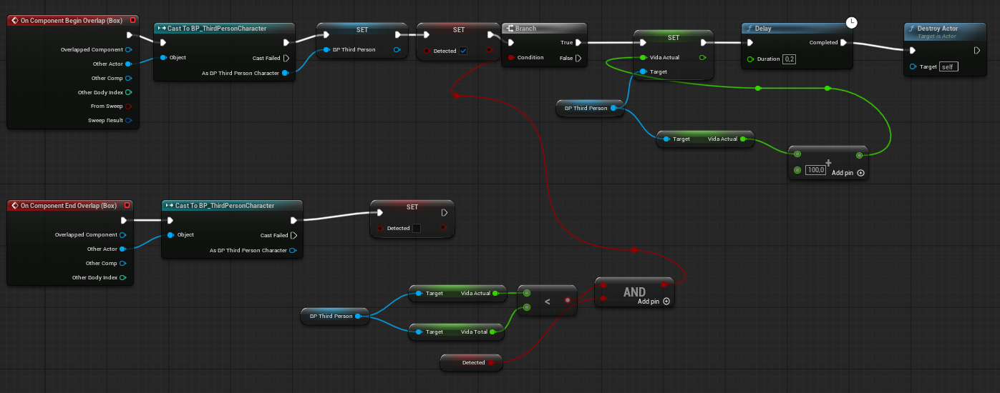 On Component Begin Overlap (Box)
Overlapped Component
Other Actor
Other Comp
Other Body Index
From Sweep
Sweep Result
Cast To BP_ThirdPersonCharacter
Object
Cast Failed
As BP Third Person Character
SET
BP Third Person
SET
Detected
Branch
Condition
True
False
SET
Vida Actual
Target
Delay
Duration 0,2
Completed
Destroy Actor
Target is Actor
Target self
BP Third Person
Target Vida Actual
+
100,0
Add pin
On Component End Overlap (Box)
Overlapped Component
Other Actor
Other Comp
Other Body Index
Cast To BP_ThirdPersonCharacter
Object
Cast Failed
As BP Third Person Character
SET
Detected
BP Third Person
Target Vida Actual
Target Vida Total
<
AND
Add pin
Detected